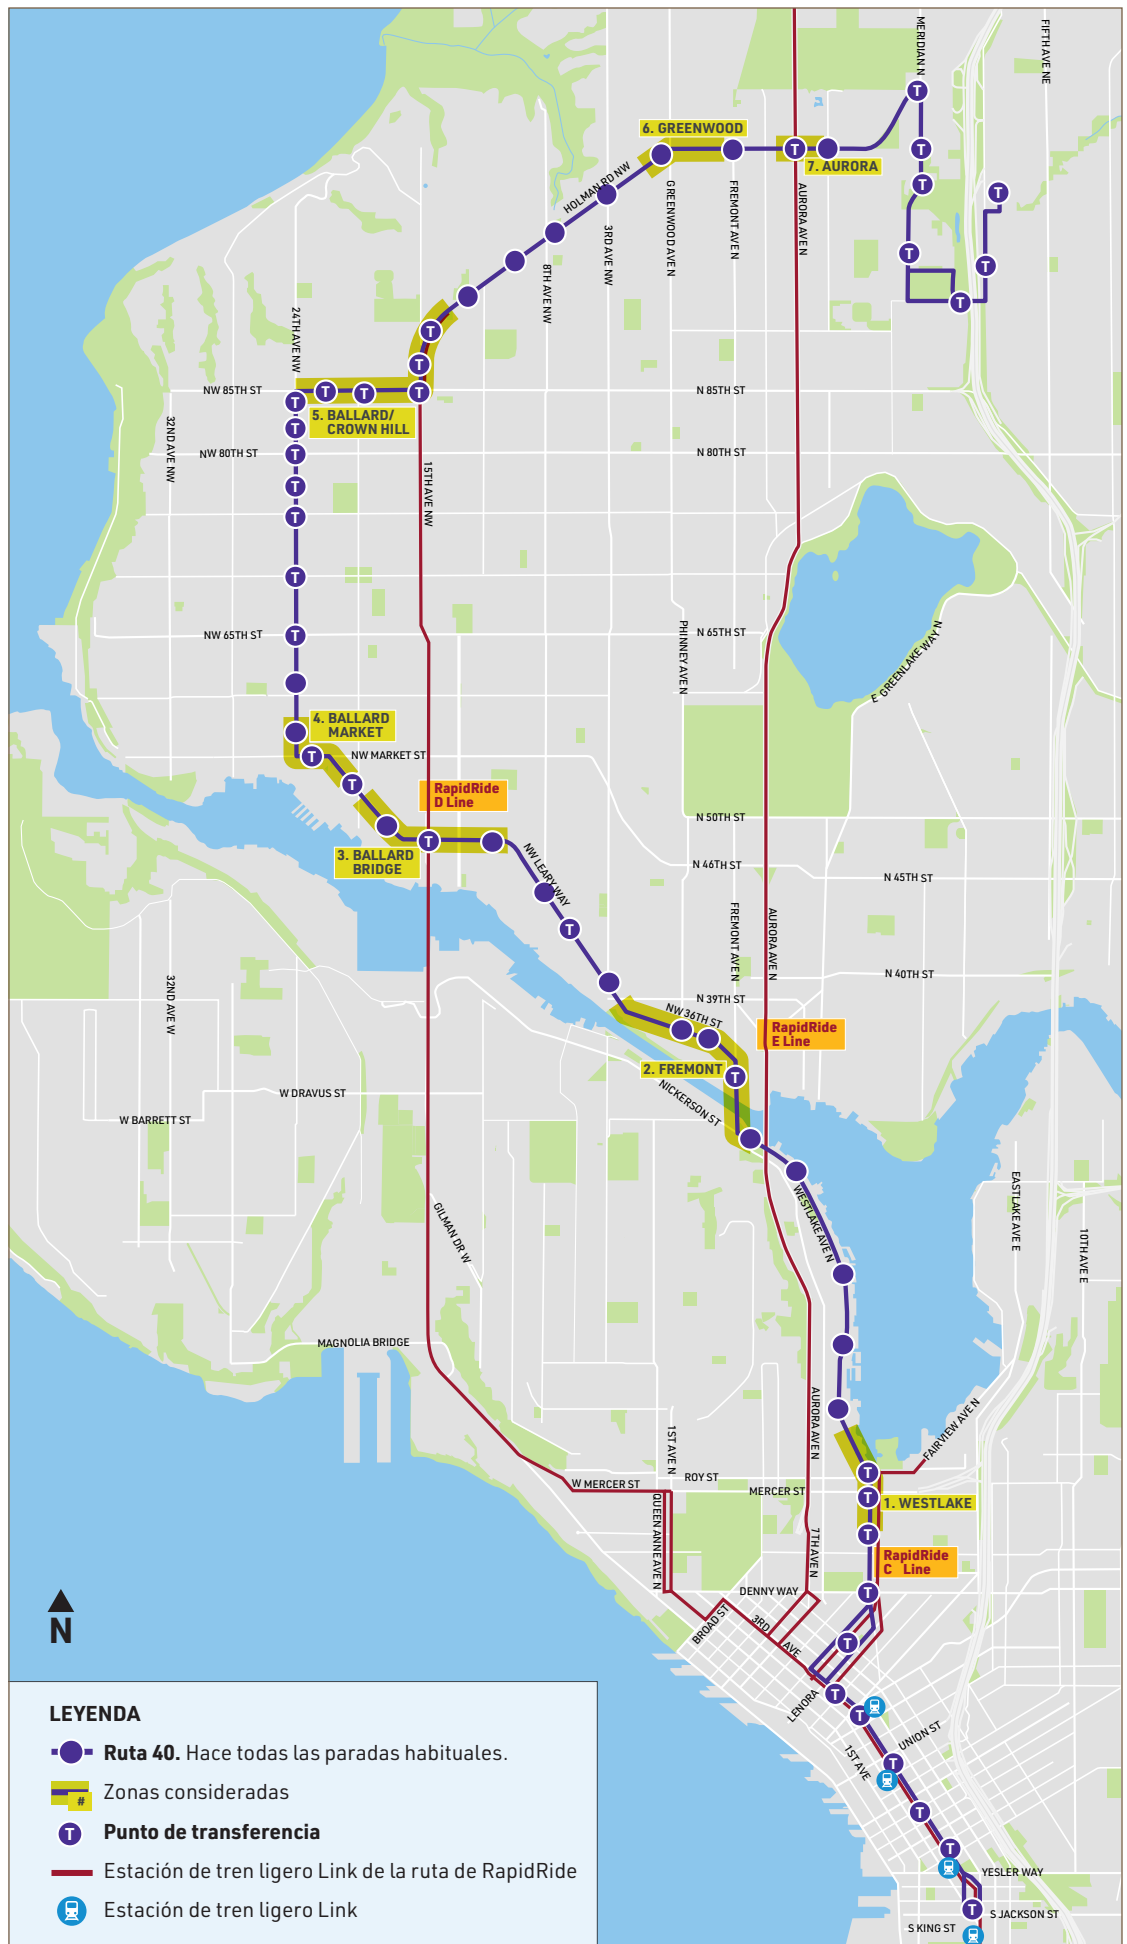 MERIDIAN N
FIFTH AVE NE
6. GREENWOOD
7. AURORA
HOLMAN RD NW
GREENWOOD AVE N
FREMONT AVE N
AURORA AVE N
3RD AVE NW
8TH AVE NW
24TH AVE NW
NW 85TH ST
N 85TH ST
5. BALLARD/
CROWN HILL
32ND AVE NW
NW 80TH ST
N 80TH ST
15TH AVE NW
NW 65TH ST
N 65TH ST
PHINNEY AVE N
E GREENLAKE WAY N
4. BALLARD
MARKET
NW MARKET ST
RapidRide
D Line
N 50TH ST
3. BALLARD
BRIDGE
NW LEARY WAY
N 46TH ST
N 45TH ST
FREMONT AVE N
AURORA AVE N
N 40TH ST
32ND AVE W
N 39TH ST
NW 36TH ST
RapidRide
E Line
2. FREMONT
NICKERSON ST
W DRAVUS ST
W BARRETT ST
WESTLAKE AVE N
EASTLAKE AVE E
10TH AVE E
GILMAN DR W
MAGNOLIA BRIDGE
AURORA AVE N
FAIRVIEW AVE N
1ST AVE N
ROY ST
W MERCER ST
MERCER ST
QUEEN ANNE AVE N
1. WESTLAKE
7TH AVE N
RapidRide
C Line
DENNY WAY
BROAD ST
3RD AVE
LENORA
UNION ST
1ST AVE
YESLER WAY
S JACKSON ST
S KING ST
N
LEYENDA
Ruta 40. Hace todas las paradas habituales.
# Zonas consideradas
T Punto de transferencia
Estación de tren ligero Link de la ruta de RapidRide
Estación de tren ligero Link